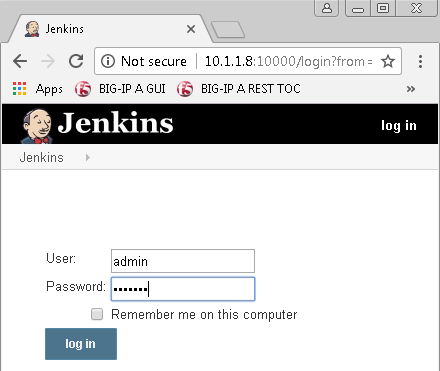 Jenkins
Not secure | 10.1.1.8:10000/login?from=
Apps BIG-IP A GUI BIG-IP A REST TOC »
Jenkins log in
Jenkins
User: admin
Password: •••••••
Remember me on this computer
log in